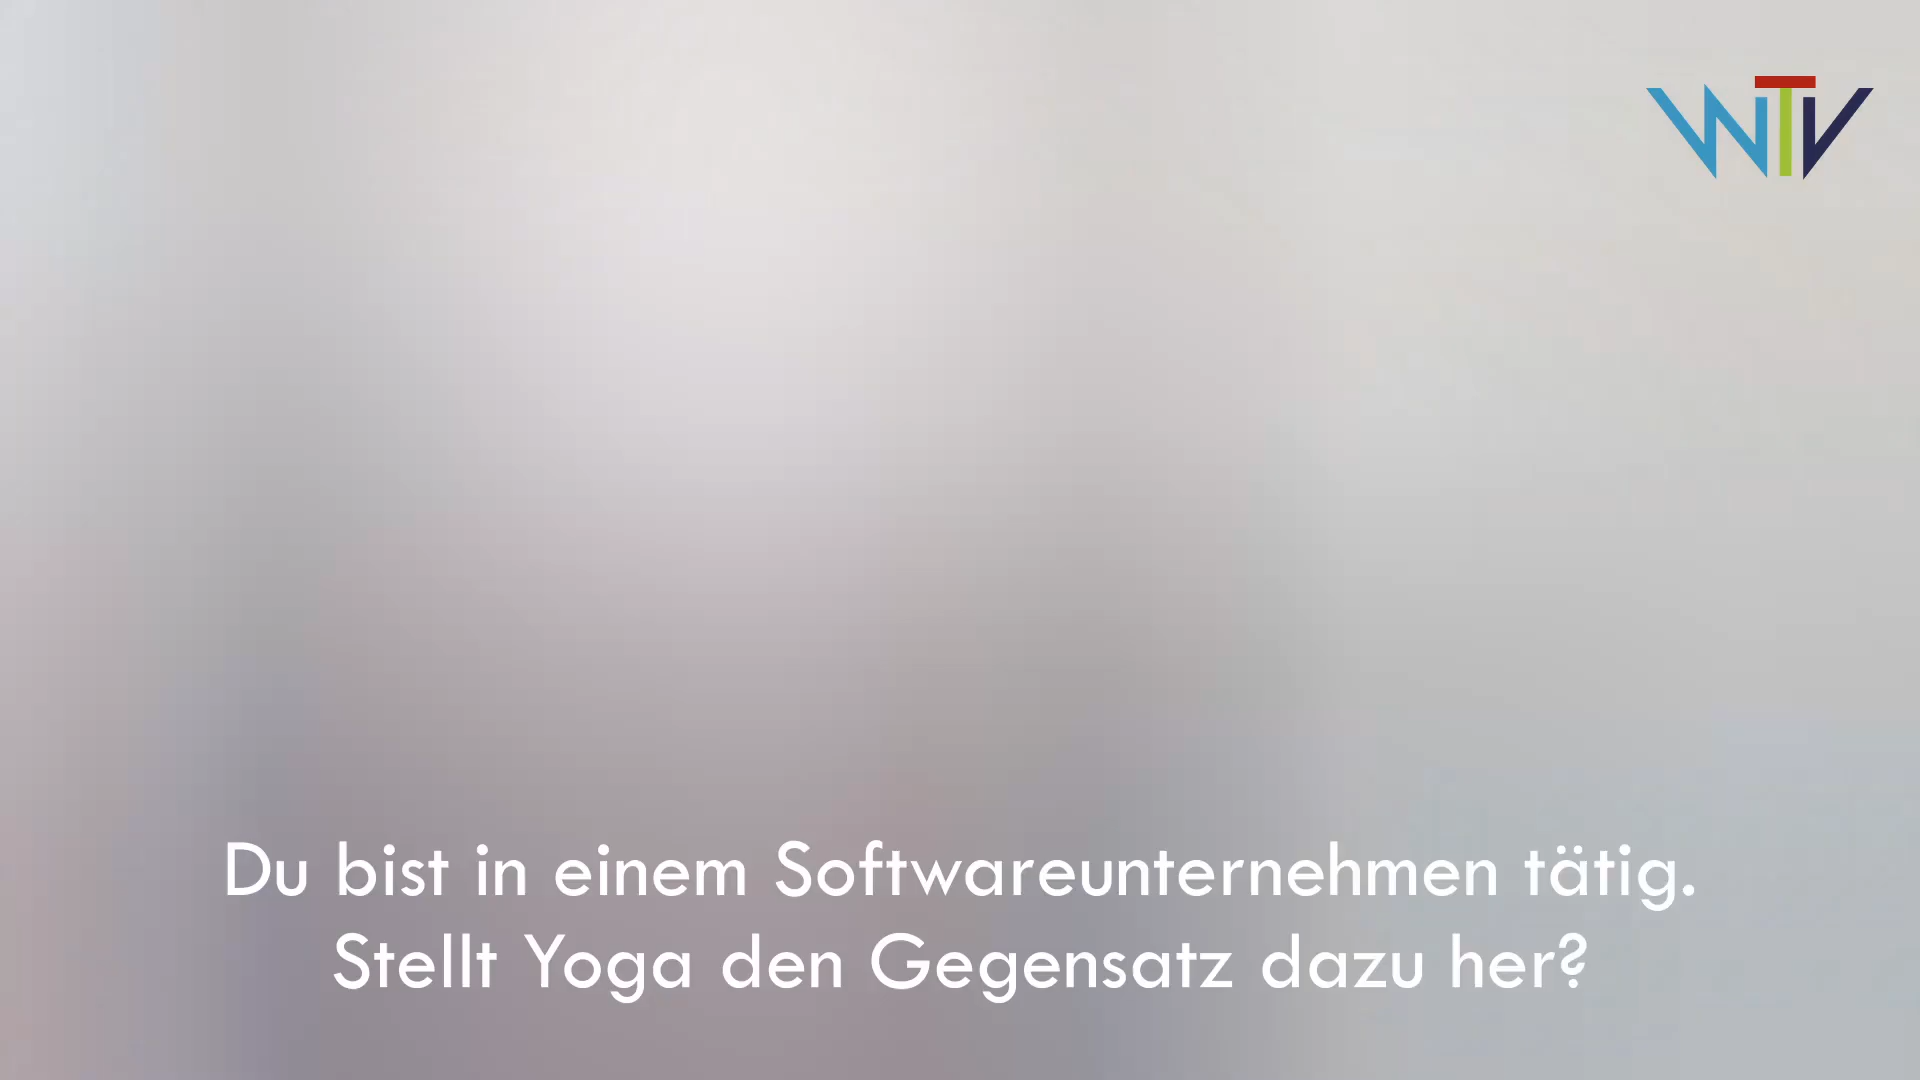 WTV
Du bist in einem Softwareunternehmen tätig.
Stellt Yoga den Gegensatz dazu her?